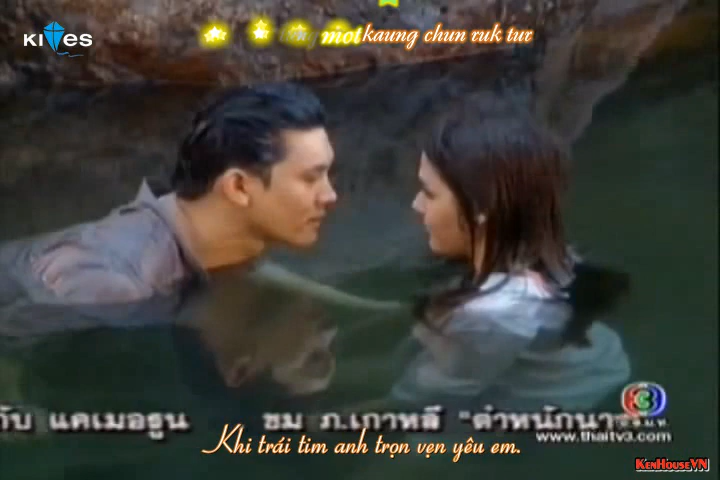 KITES
mot kaung chun ruk tur
กับ แคเมอรูน ชม ภ.เกาหลี "ตำหนักนา
3
www.thaitv3.com
Khi trái tim anh trọn vẹn yêu em.
KENHOUSEVN